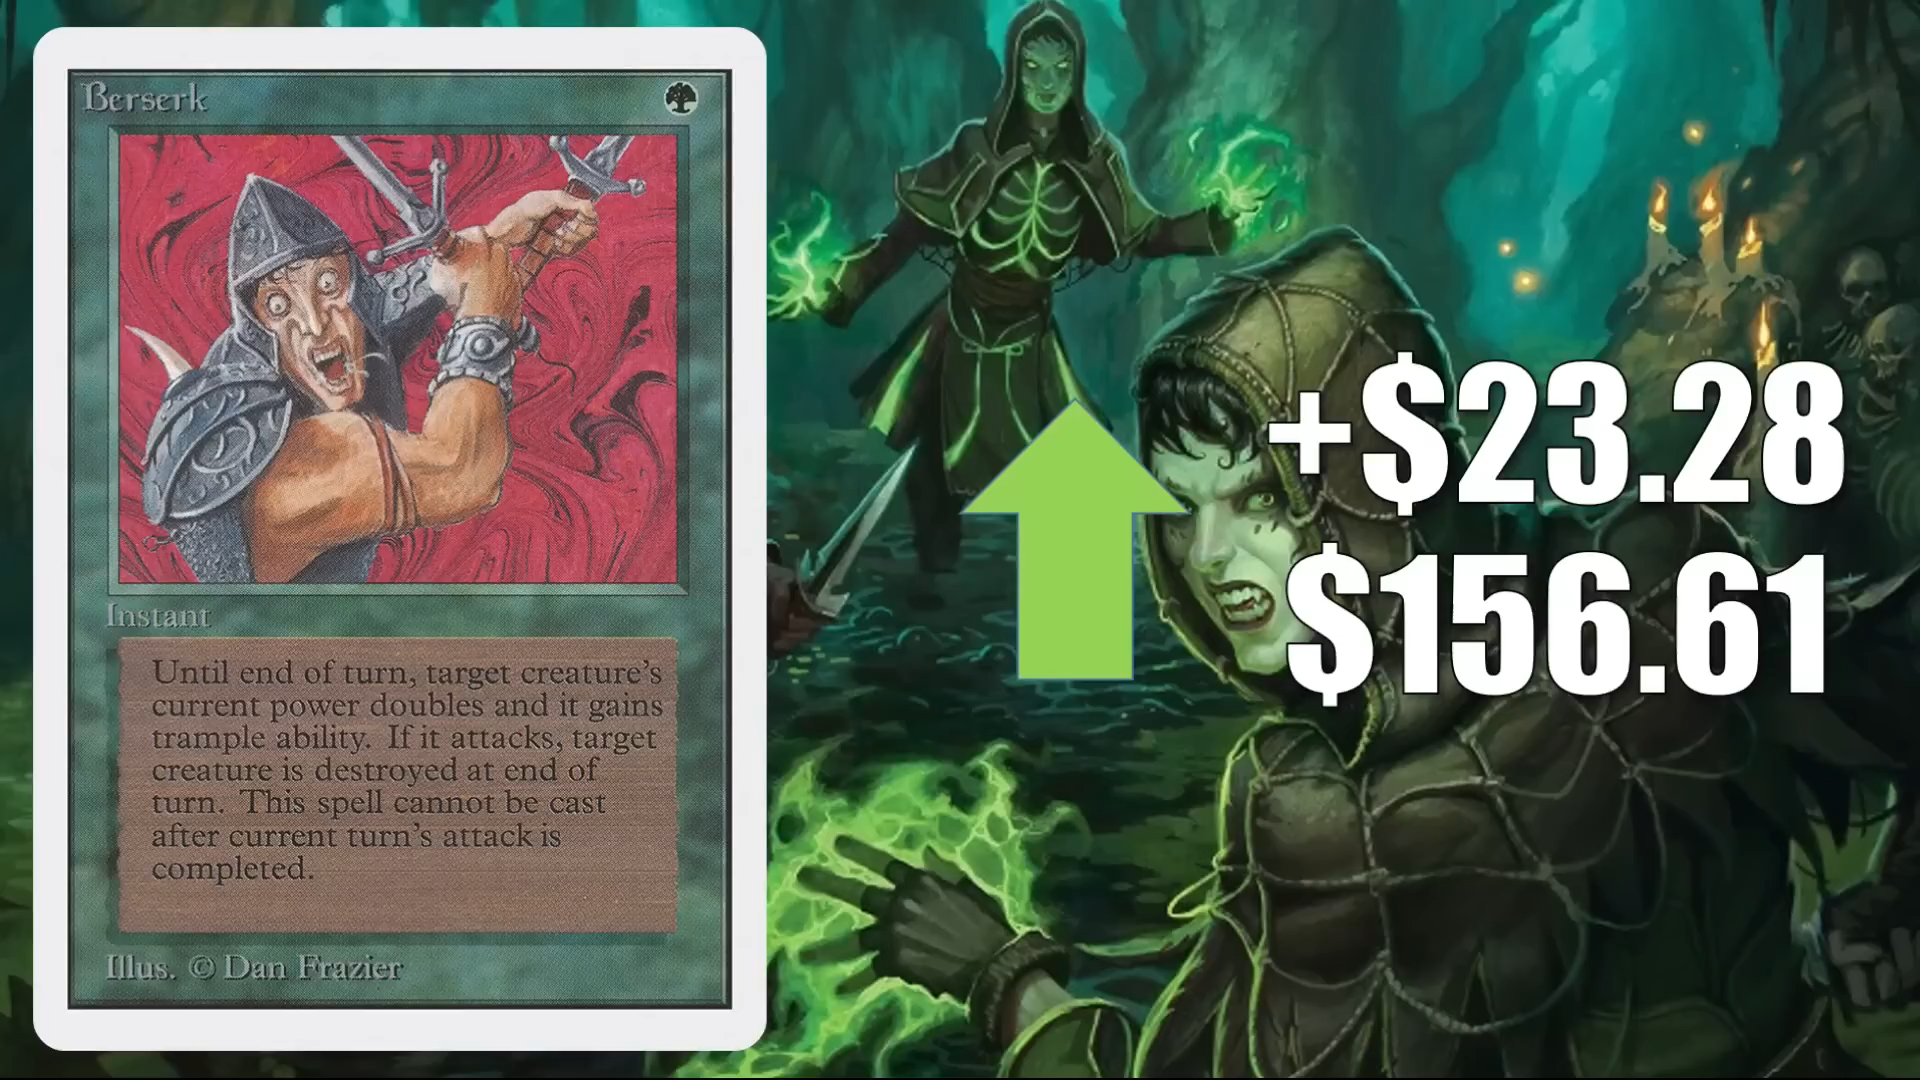 Berserk
Instant
Until end of turn, target creature's
current power doubles and it gains
trample ability. If it attacks, target
creature is destroyed at end of
turn. This spell cannot be cast
after current turn's attack is
completed.
Illus. © Dan Frazier
+$23.28
$156.61